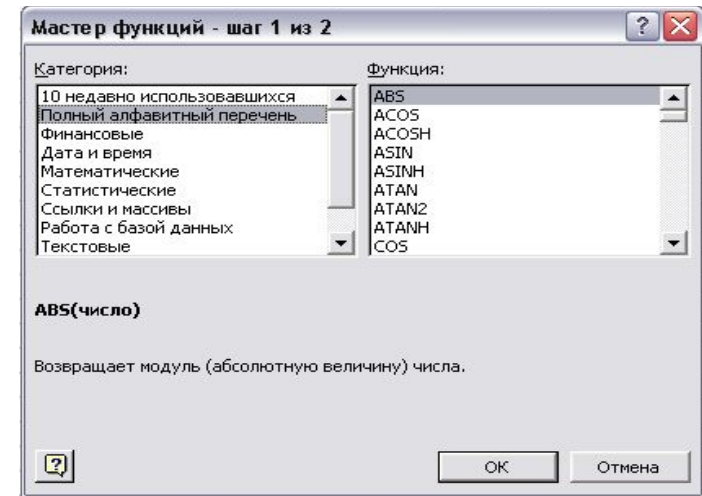 Мастер функций - шаг 1 из 2
Категория:
10 недавно использовавшихся
Полный алфавитный перечень
Финансовые
Дата и время
Математические
Статистические
Ссылки и массивы
Работа с базой данных
Текстовые
Функция:
ABS
ACOS
ACOSH
ASIN
ASINH
ATAN
ATAN2
ATANH
COS
ABS(число)
Возвращает модуль (абсолютную величину) числа.
ОК
Отмена